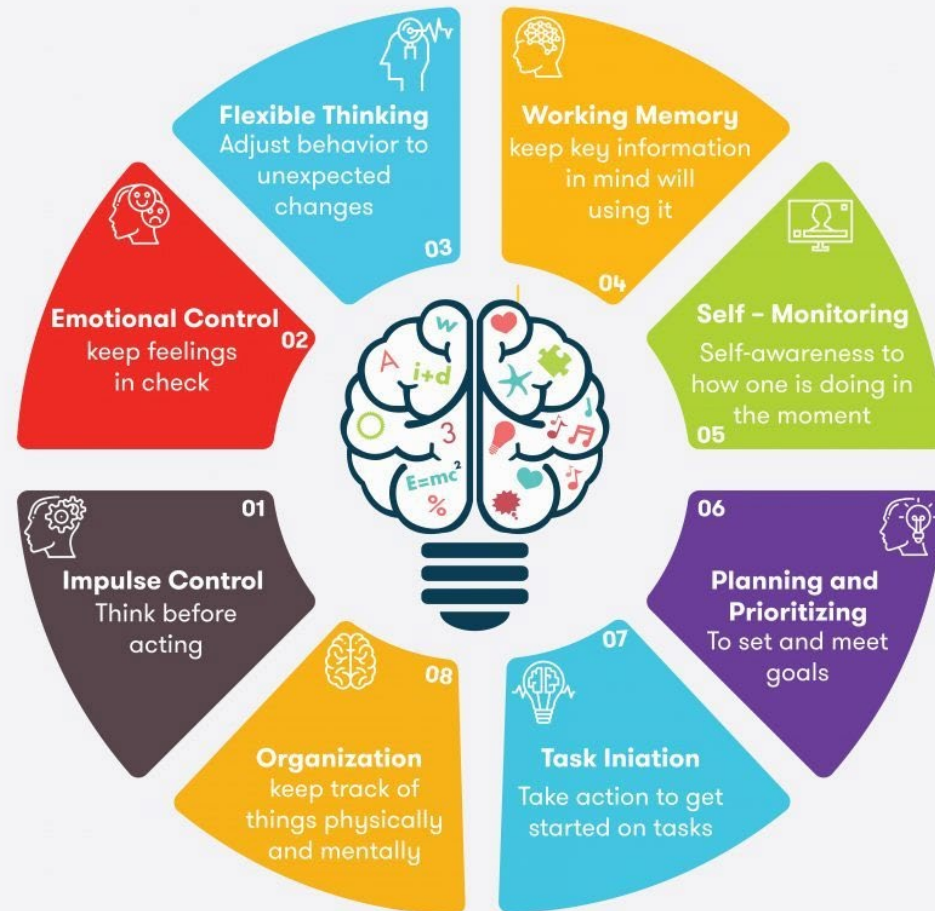 01
Impulse Control
Think before
acting
02
Emotional Control
keep feelings
in check
03
Flexible Thinking
Adjust behavior to
unexpected
changes
04
Working Memory
keep key information
in mind will
using it
05
Self – Monitoring
Self-awareness to
how one is doing in
the moment
06
Planning and
Prioritizing
To set and meet
goals
07
Task Iniation
Take action to get
started on tasks
08
Organization
keep track of
things physically
and mentally
w
A
i+d
3
E=mc²
%